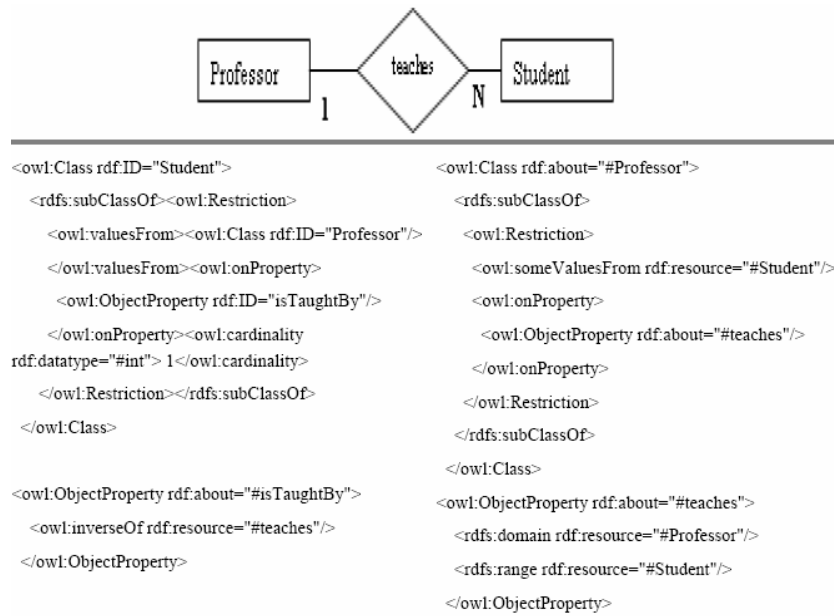 Professor
teaches
Student
1
N
<owl:Class rdf:ID="Student">
<rdfs:subClassOf><owl:Restriction>
<owl:valuesFrom><owl:Class rdf:ID="Professor"/>
</owl:valuesFrom><owl:onProperty>
<owl:ObjectProperty rdf:ID="isTaughtBy"/>
</owl:onProperty><owl:cardinality
rdf:datatype="#int"> 1</owl:cardinality>
</owl:Restriction></rdfs:subClassOf>
</owl:Class>
<owl:ObjectProperty rdf:about="#isTaughtBy">
<owl:inverseOf rdf:resource="#teaches"/>
</owl:ObjectProperty>
<owl:Class rdf:about="#Professor">
<rdfs:subClassOf>
<owl:Restriction>
<owl:someValuesFrom rdf:resource="#Student"/>
<owl:onProperty>
<owl:ObjectProperty rdf:about="#teaches"/>
</owl:onProperty>
</owl:Restriction>
</rdfs:subClassOf>
</owl:Class>
<owl:ObjectProperty rdf:about="#teaches">
<rdfs:domain rdf:resource="#Professor"/>
<rdfs:range rdf:resource="#Student"/>
</owl:ObjectProperty>